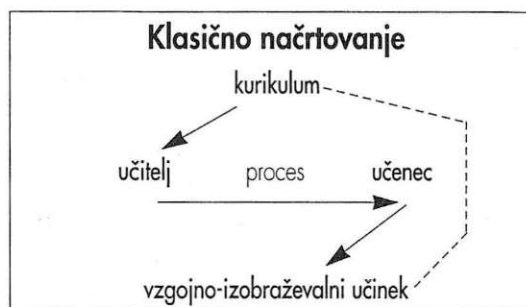 Klasično načrtovanje
kurikulum
učitelj proces učenec
vzgojno-izobraževalni učinek